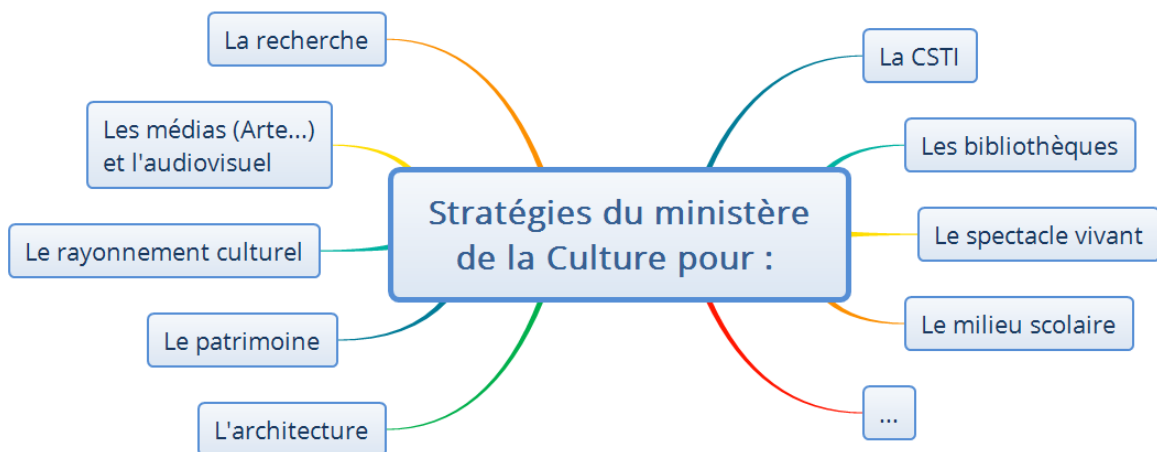 La recherche
Les médias (Arte...)
et l'audiovisuel
Le rayonnement culturel
Le patrimoine
L'architecture
Stratégies du ministère
de la Culture pour :
La CSTI
Les bibliothèques
Le spectacle vivant
Le milieu scolaire
...